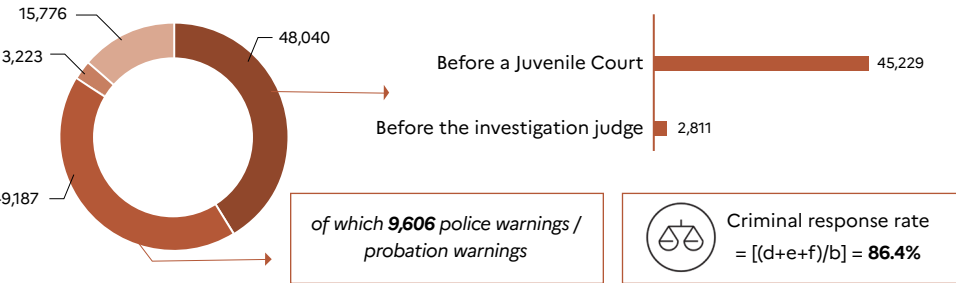 15,776
48,040
3,223
9,187
Before a Juvenile Court
45,229
Before the investigation judge
2,811
of which 9,606 police warnings /
probation warnings
Criminal response rate
= [(d+e+f)/b] = 86.4%